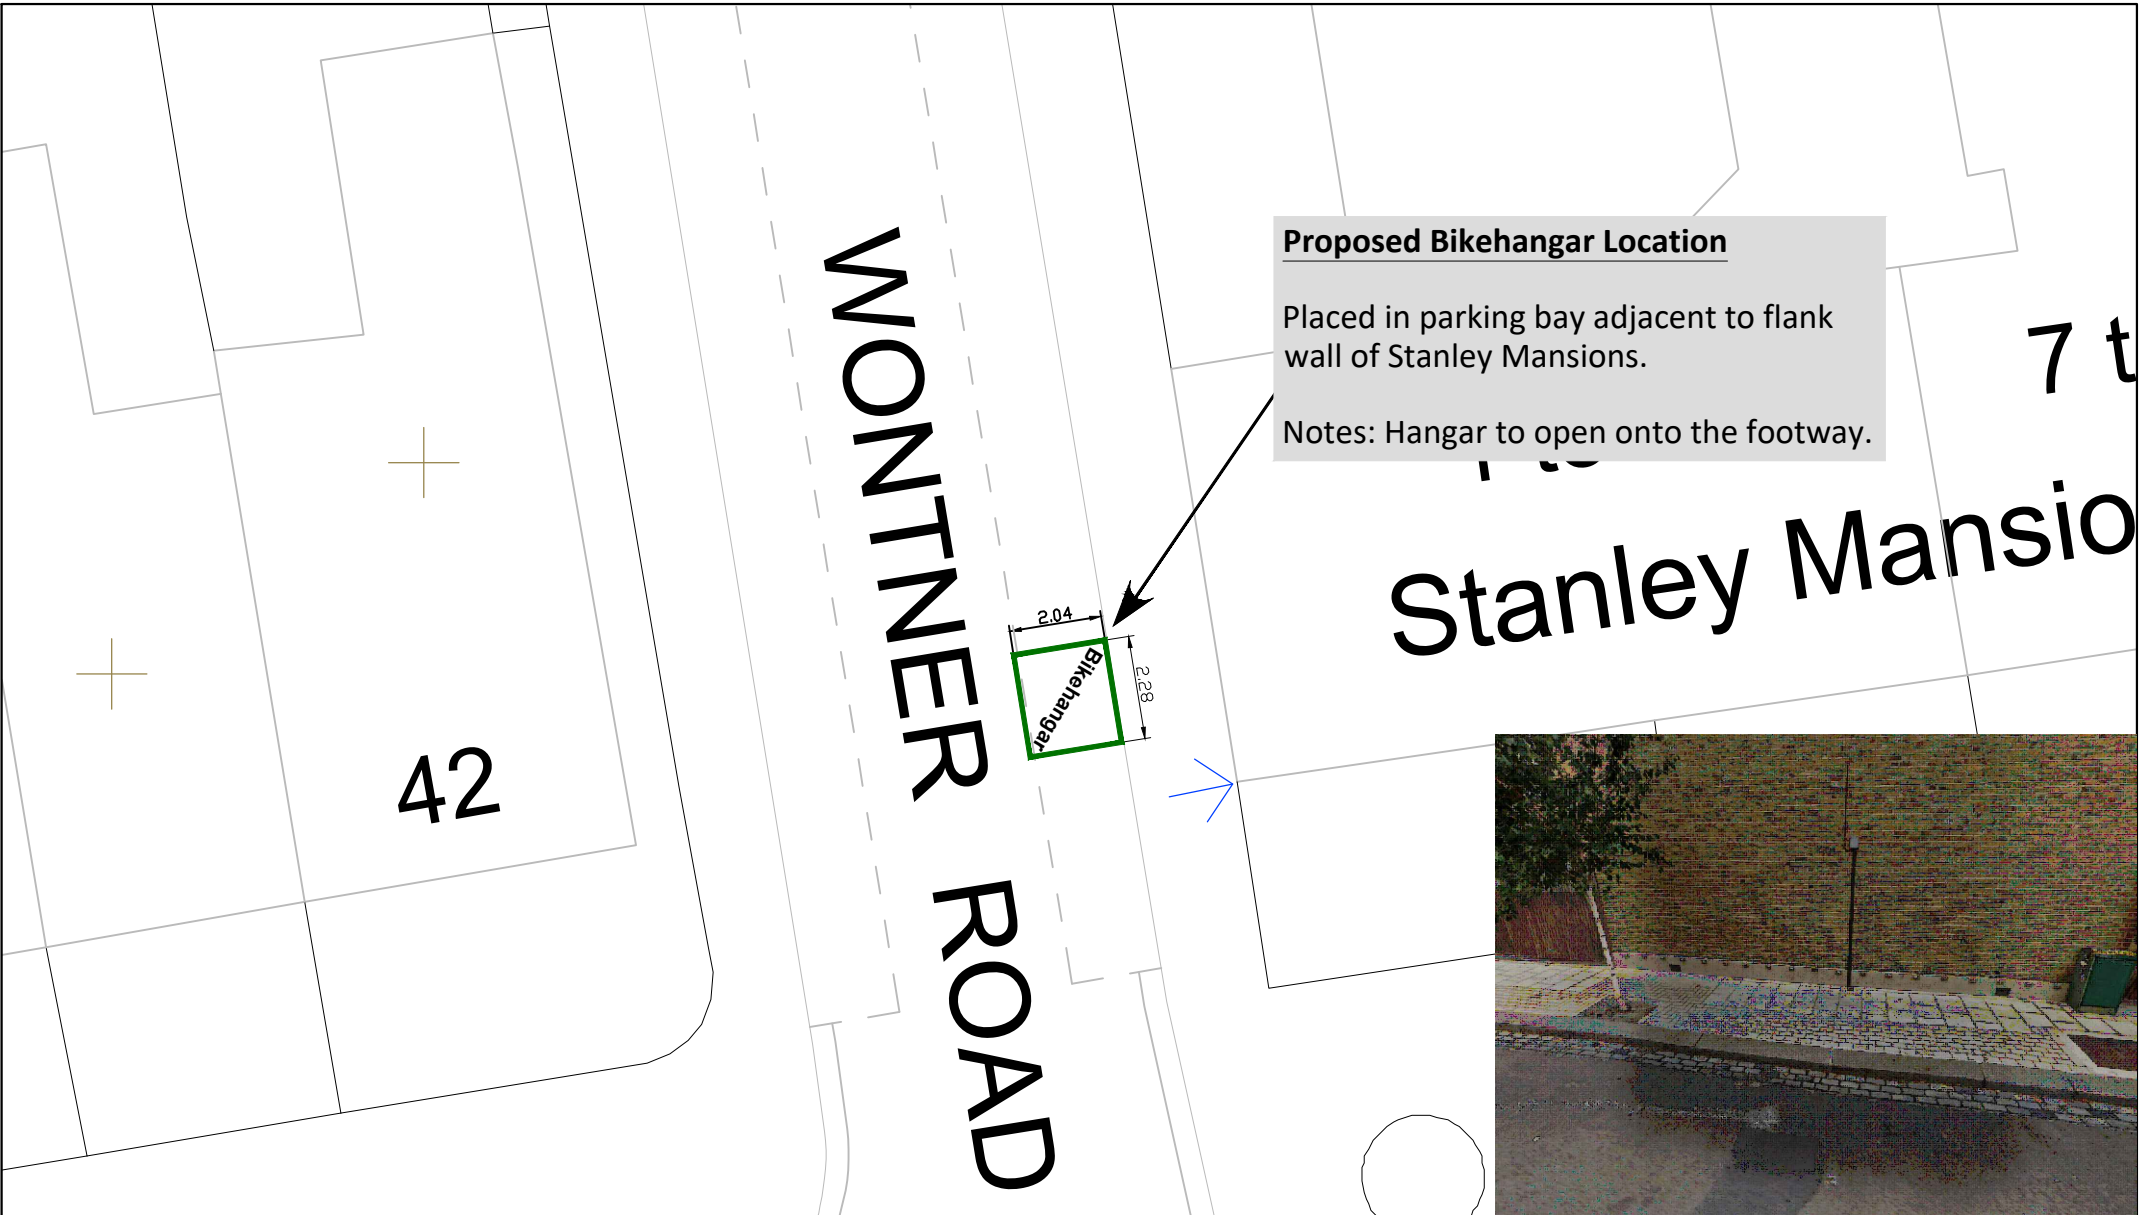 Proposed Bikehangar Location
Placed in parking bay adjacent to flank
wall of Stanley Mansions.
Notes: Hangar to open onto the footway.
WONTNER ROAD
7 t
Stanley Mansio
2.04
2.28
Bikehangar
42